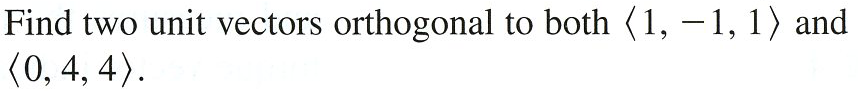 Find two unit vectors orthogonal to both ⟨1, −1, 1⟩ and
⟨0, 4, 4⟩.